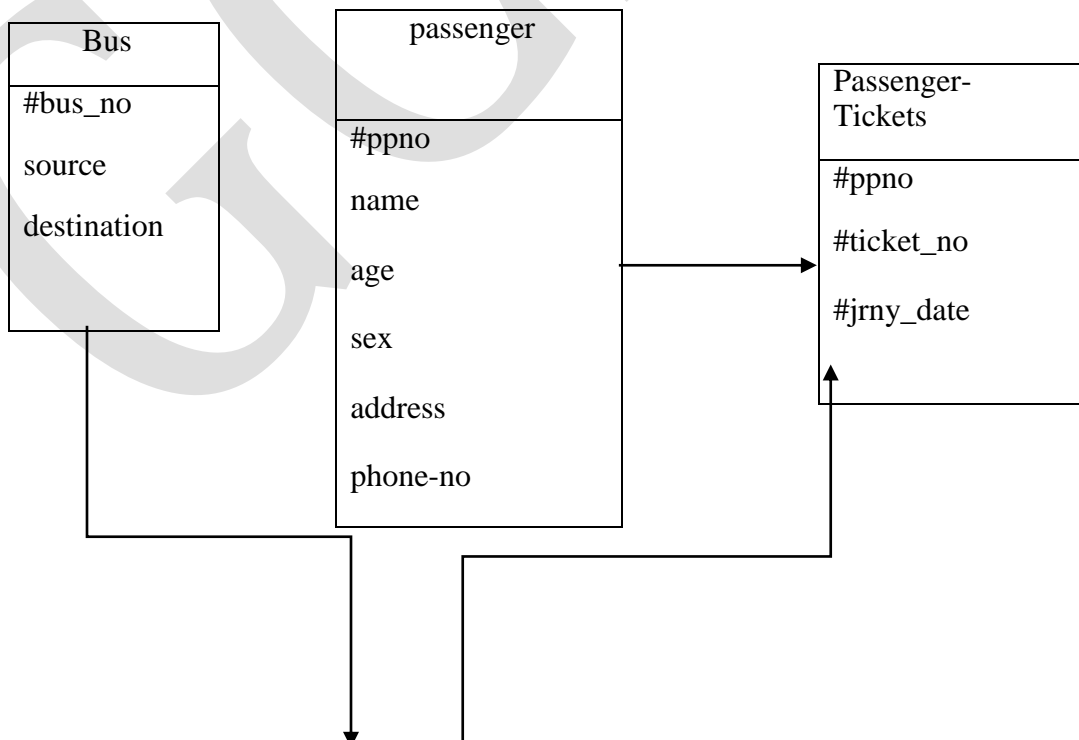 Bus
#bus_no
source
destination
passenger
#ppno
name
age
sex
address
phone-no
Passenger-
Tickets
#ppno
#ticket_no
#jrny_date